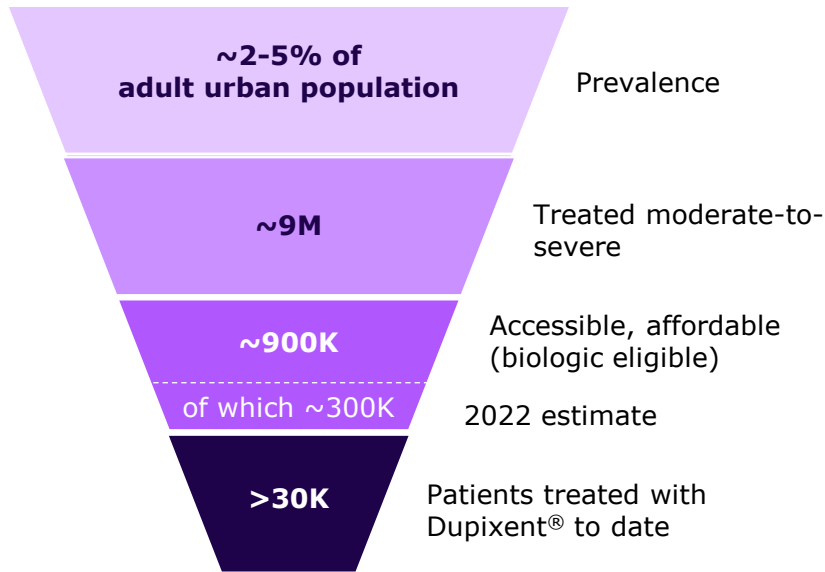 ~2-5% of
adult urban population
Prevalence
~9M
Treated moderate-to-
severe
~900K
Accessible, affordable
(biologic eligible)
of which ~300K
2022 estimate
>30K
Patients treated with
Dupixent® to date